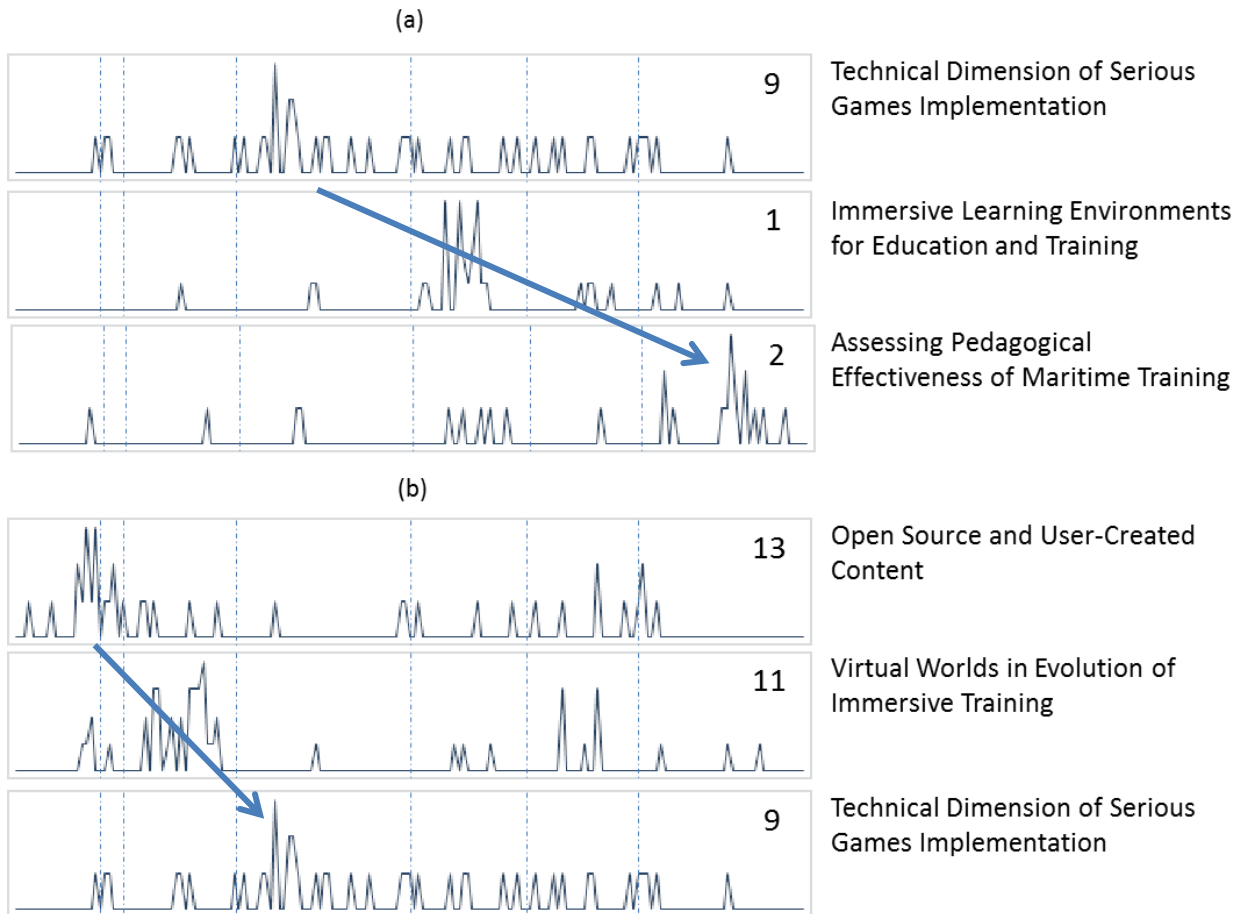 (a)
9
Technical Dimension of Serious
Games Implementation
1
Immersive Learning Environments
for Education and Training
2
Assessing Pedagogical
Effectiveness of Maritime Training
(b)
13
Open Source and User-Created
Content
11
Virtual Worlds in Evolution of
Immersive Training
9
Technical Dimension of Serious
Games Implementation